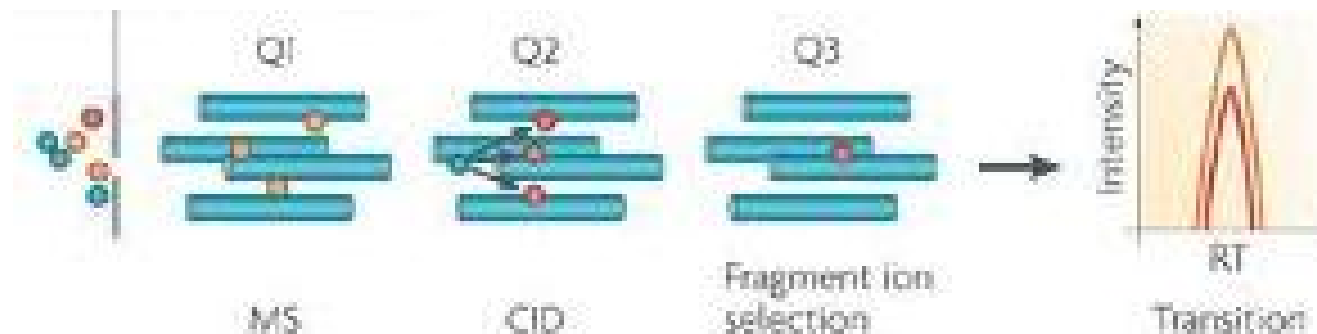 Q1
Q2
Q3
Intensity
RT
MS
CID
Fragment ion
selection
Transition